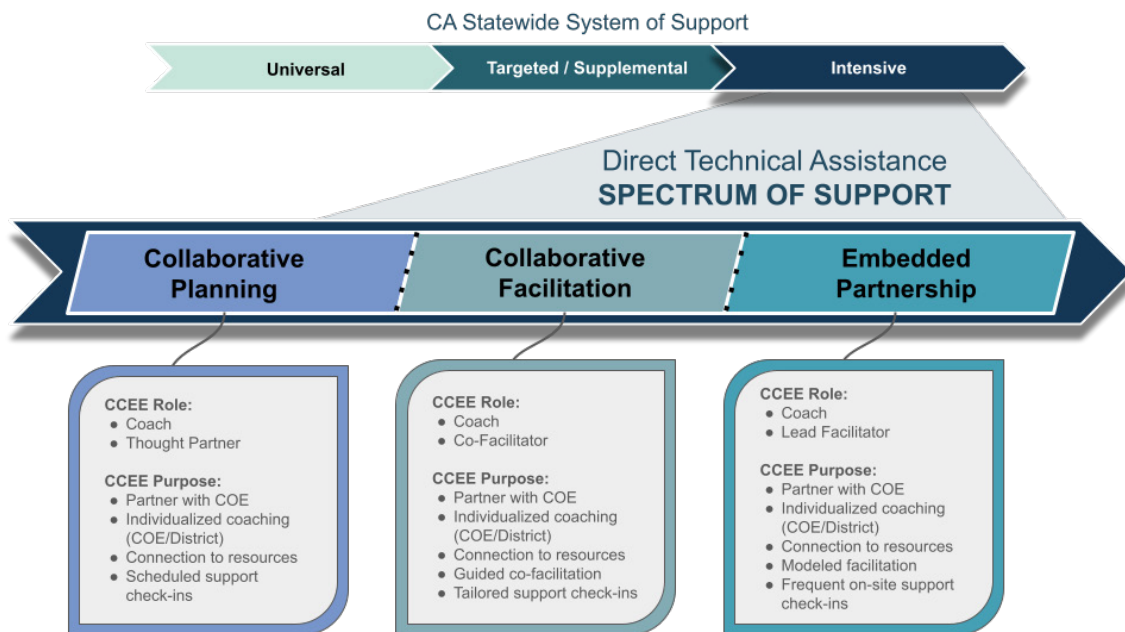 CA Statewide System of Support
Universal
Targeted / Supplemental
Intensive
Direct Technical Assistance
SPECTRUM OF SUPPORT
Collaborative
Planning
Collaborative
Facilitation
Embedded
Partnership
CCEE Role:
● Coach
● Thought Partner
CCEE Purpose:
● Partner with COE
● Individualized coaching
(COE/District)
● Connection to resources
● Scheduled support
check-ins
CCEE Role:
● Coach
● Co-Facilitator
CCEE Purpose:
● Partner with COE
● Individualized coaching
(COE/District)
● Connection to resources
● Guided co-facilitation
● Tailored support check-ins
CCEE Role:
● Coach
● Lead Facilitator
CCEE Purpose:
● Partner with COE
● Individualized coaching
(COE/District)
● Connection to resources
● Modeled facilitation
● Frequent on-site support
check-ins